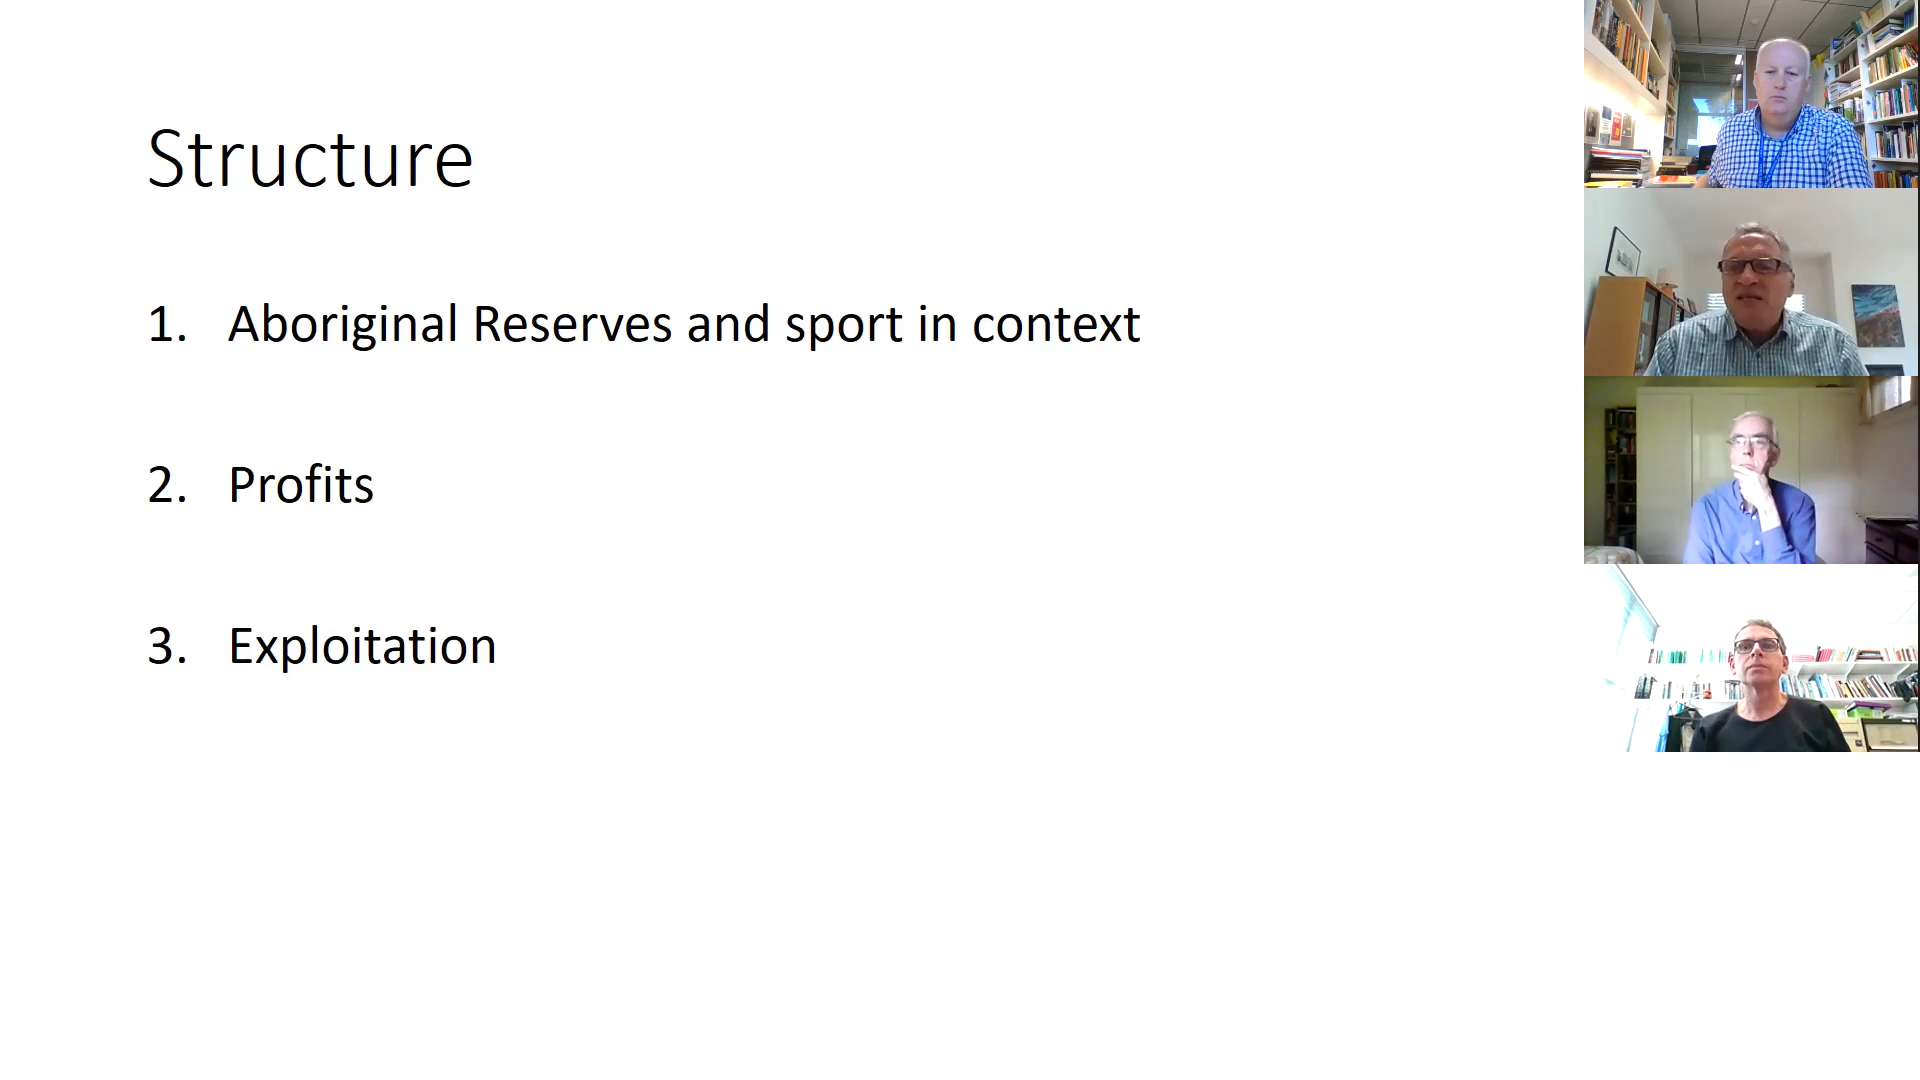 Structure
1. Aboriginal Reserves and sport in context
2. Profits
3. Exploitation